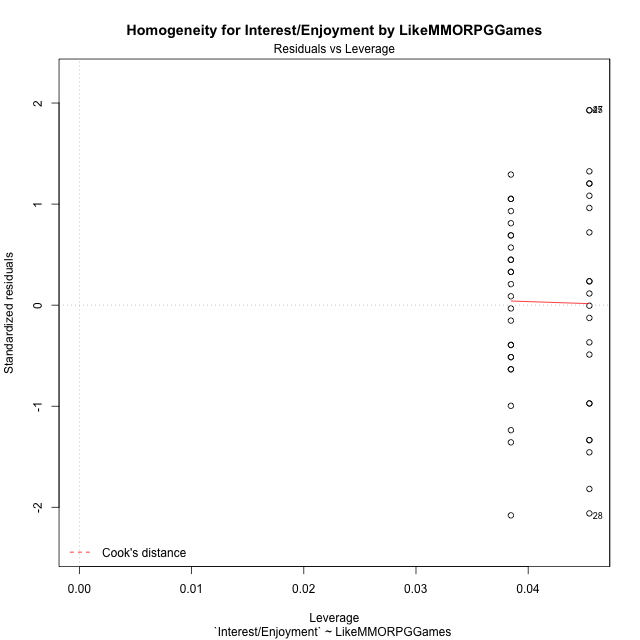 Homogeneity for Interest/Enjoyment by LikeMMORPGGames
Residuals vs Leverage
2
1
0
-1
-2
Standardized residuals
28
Cook's distance
0.00 0.01 0.02 0.03 0.04
Leverage
`Interest/Enjoyment` ~ LikeMMORPGGames